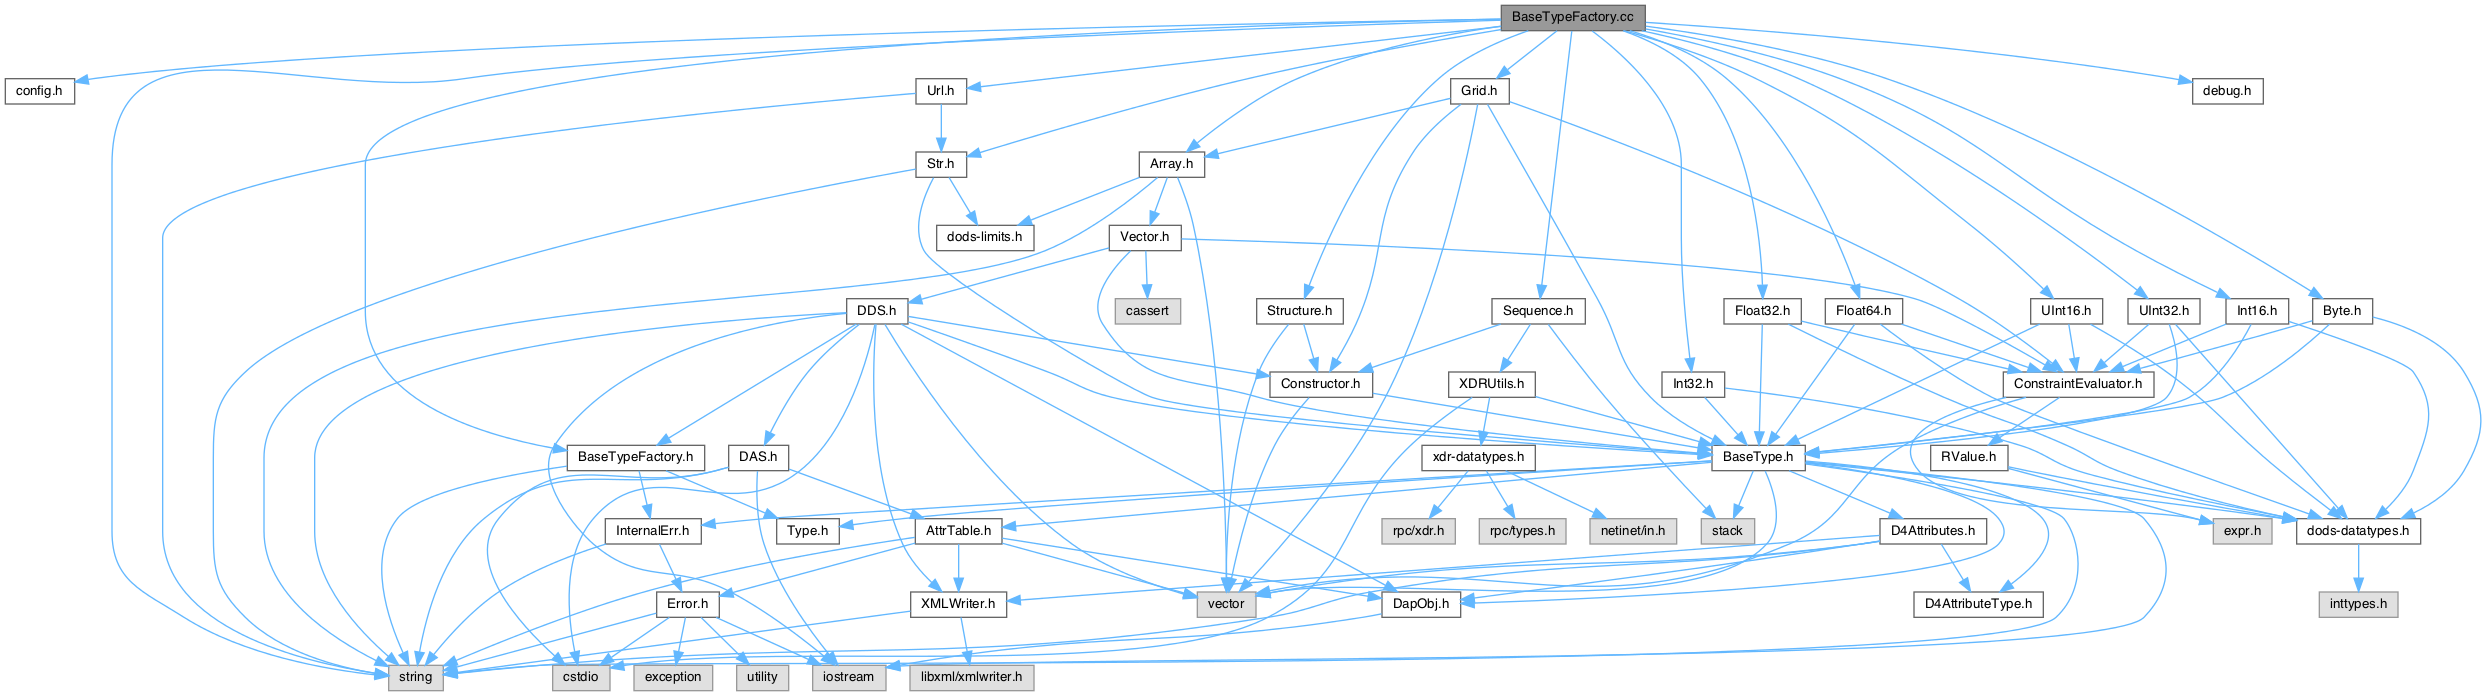 BaseTypeFactory.cc
config.h
Url.h
Grid.h
debug.h
Str.h
Array.h
dods-limits.h
Vector.h
DDS.h
cassert
Structure.h
Sequence.h
Float32.h
Float64.h
UInt16.h
UInt32.h
Int16.h
Byte.h
Constructor.h
XDRUtils.h
Int32.h
ConstraintEvaluator.h
BaseTypeFactory.h
DAS.h
xdr-datatypes.h
BaseType.h
RValue.h
InternalErr.h
Type.h
AttrTable.h
rpc/xdr.h
rpc/types.h
netinet/in.h
stack
D4Attributes.h
expr.h
dods-datatypes.h
Error.h
XMLWriter.h
vector
DapObj.h
D4AttributeType.h
inttypes.h
string
cstdio
exception
utility
iostream
libxml/xmlwriter.h